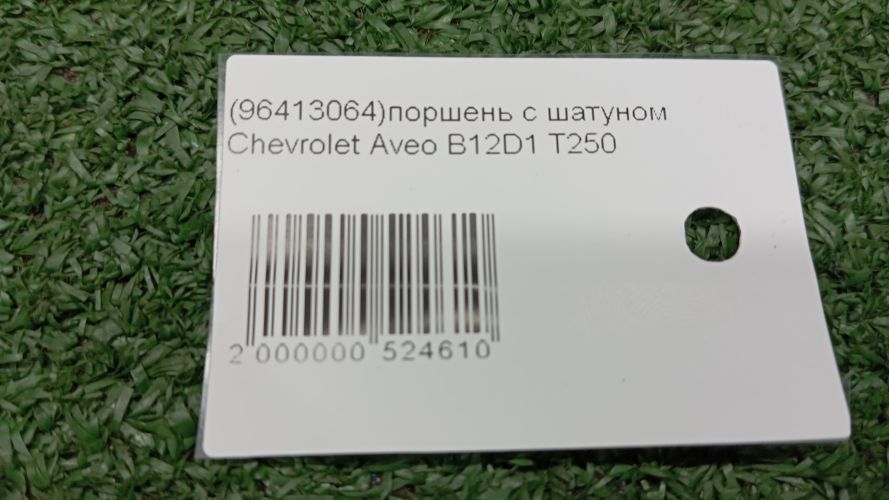 (96413064)поршень с шатуном
Chevrolet Aveo B12D1 T250
2 000000 524610